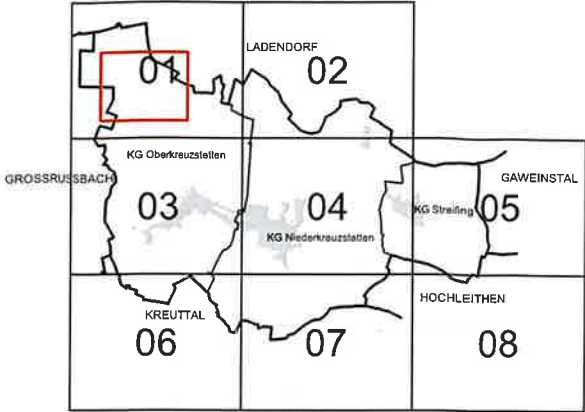 LADENDORF
01
02
KG Oberkreuzstetten
GROSSRUSSBACH
GAWEINSTAL
03
04
KG Streifing
05
KG Niederkreuzstetten
HOCHLEITHEN
KREUTTAL
06
07
08